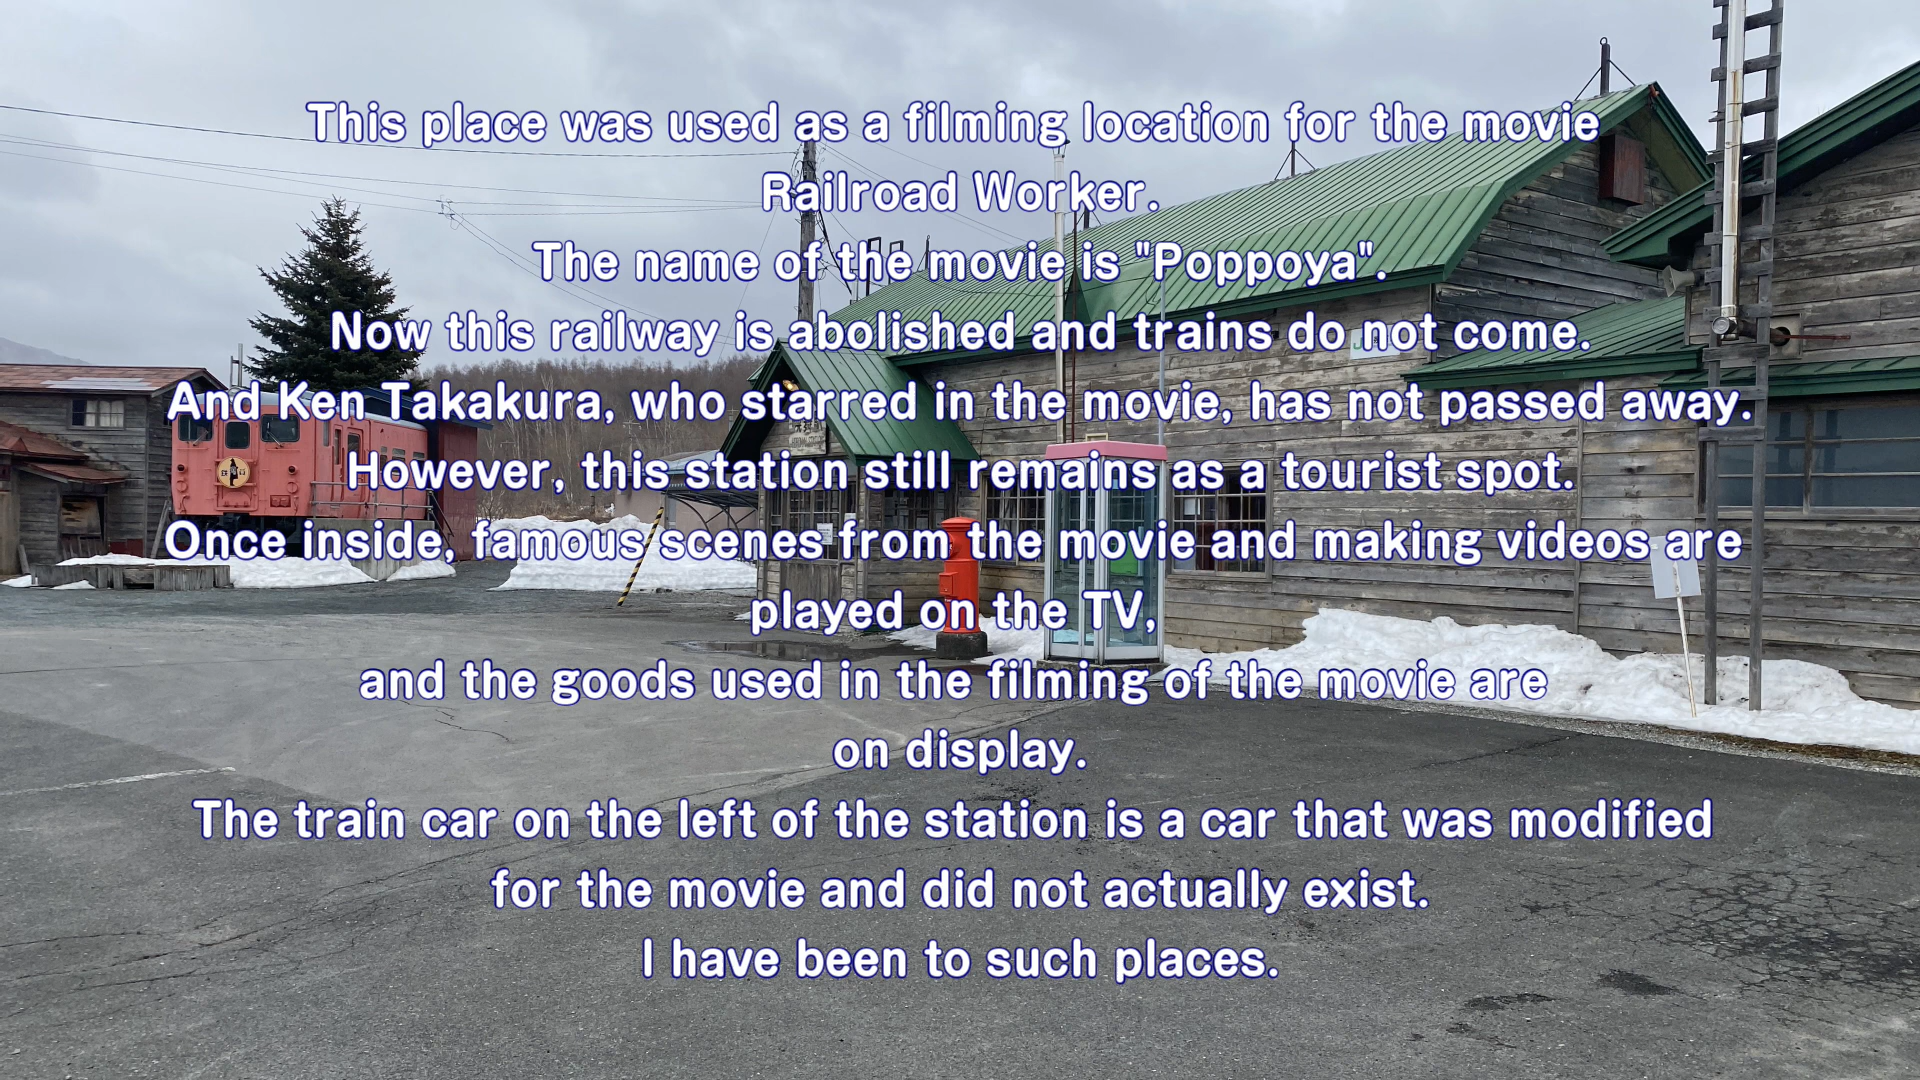 This place was used as a filming location for the movie
Railroad Worker.
The name of the movie is "Poppoya".
Now this railway is abolished and trains do not come.
And Ken Takakura, who starred in the movie, has not passed away.
However, this station still remains as a tourist spot.
Once inside, famous scenes from the movie and making videos are
played on the TV,
and the goods used in the filming of the movie are
on display.
The train car on the left of the station is a car that was modified
for the movie and did not actually exist.
I have been to such places.